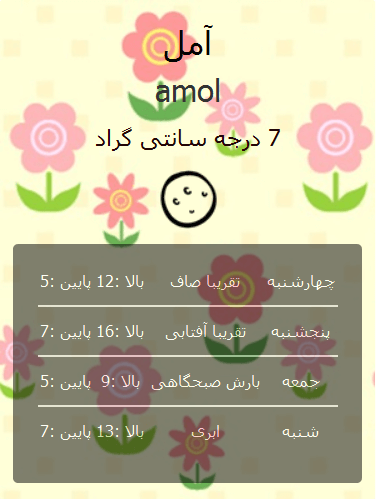 آمل
amol
7 درجه سانتی گراد
چهارشنبه تقریبا صاف بالا :12 پایین :5
پنجشنبه تقریبا آفتابی بالا :16 پایین :7
جمعه بارش صبحگاهی بالا :9 پایین :5
شنبه ابری بالا :13 پایین :7